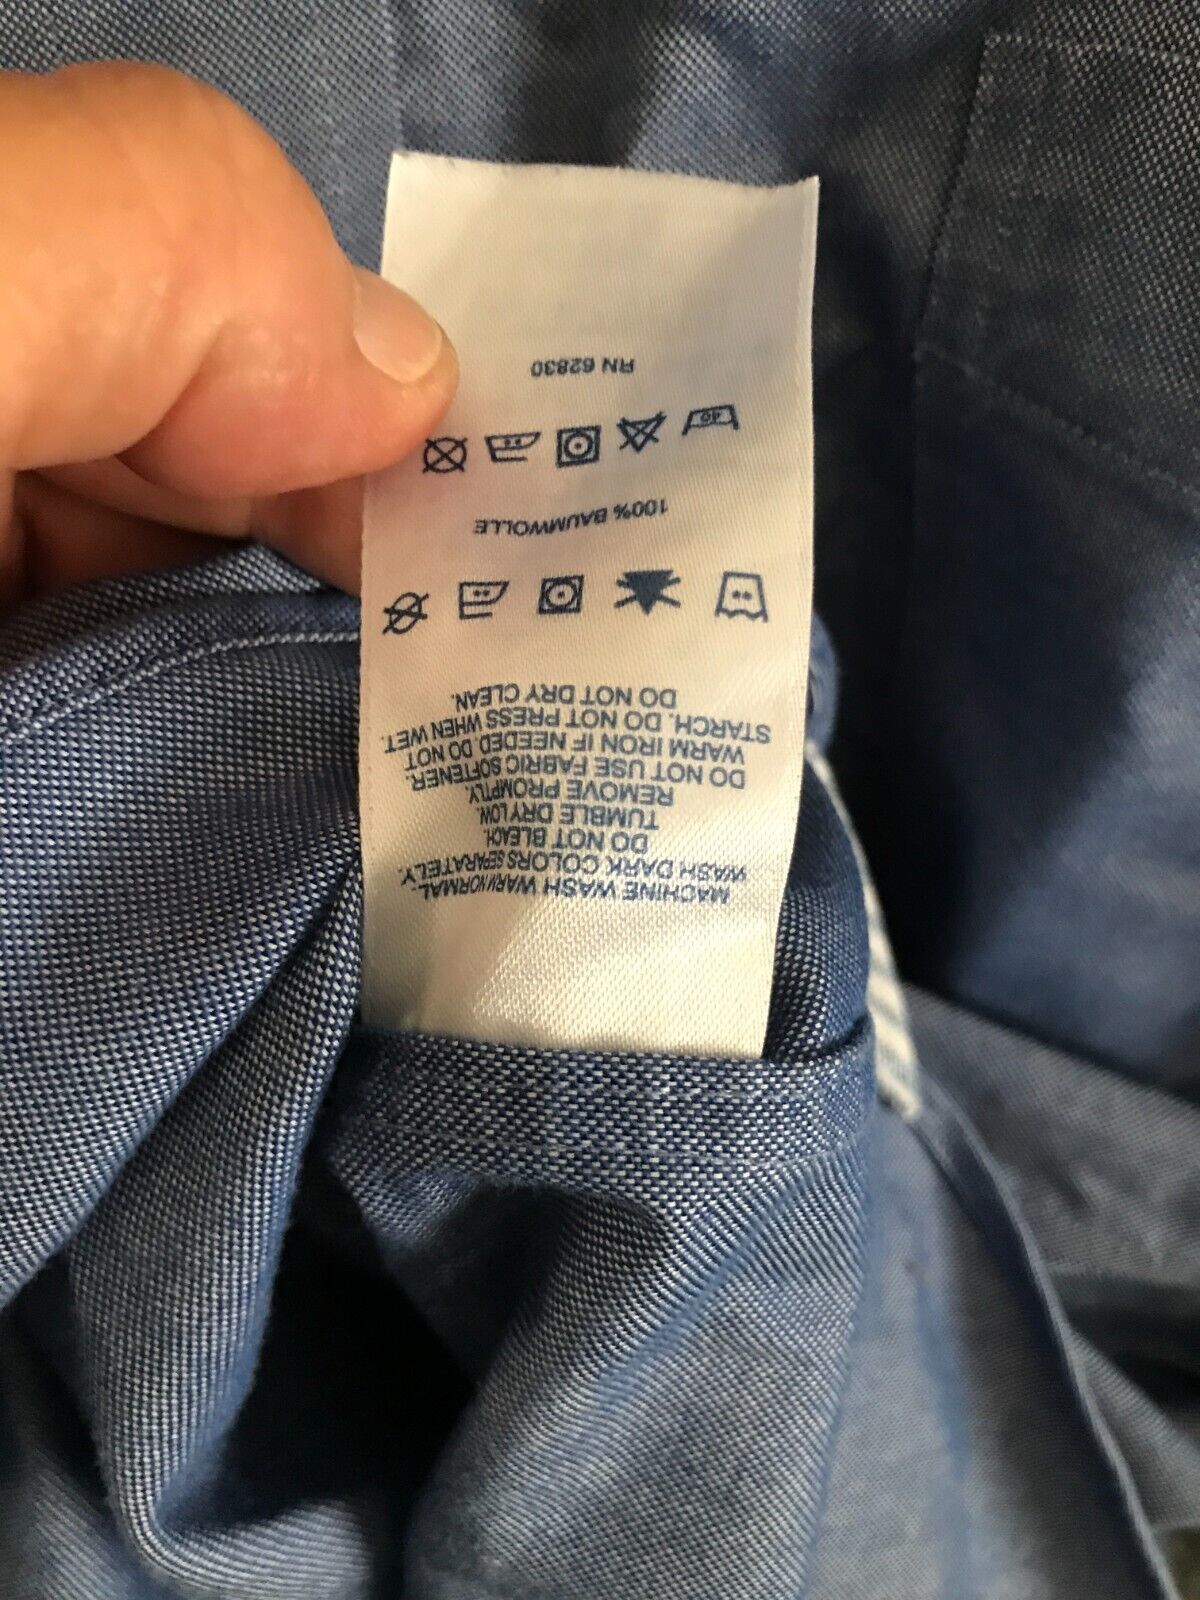 MACHINE WASH WARM NORMAL
WASH DARK COLORS SEPARATELY.
DO NOT BLEACH.
TUMBLE DRY LOW.
REMOVE PROMPTLY.
DO NOT USE FABRIC SOFTENER.
WARM IRON IF NEEDED. DO NOT
STARCH. DO NOT PRESS WHEN WET.
DO NOT DRY CLEAN.
100% BAUMWOLLE
40
RN 62830